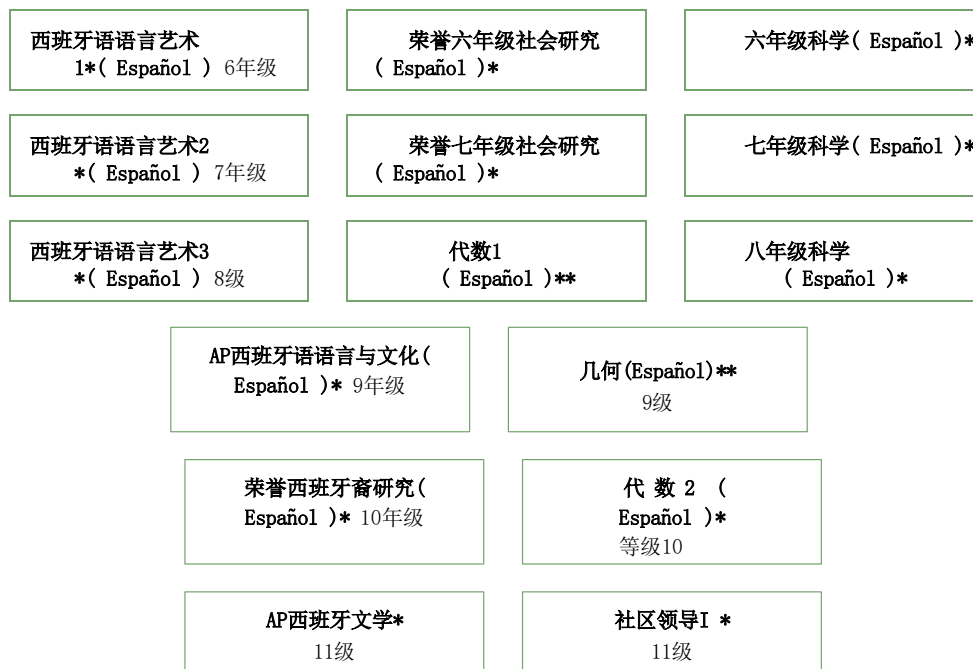 西班牙语语言艺术
1*( Español ) 6年级
荣誉六年级社会研究
( Español )*
六年级科学( Español )*
西班牙语语言艺术2
*( Español ) 7年级
荣誉七年级社会研究
( Español )*
七年级科学( Español )*
西班牙语语言艺术3
*( Español ) 8级
代数1
( Español )**
八年级科学
( Español )*
AP西班牙语语言与文化(
Español )* 9年级
几何(Español)**
9级
荣誉西班牙裔研究(
Español )* 10年级
代 数 2 (
Español )*
等级10
AP西班牙文学*
11级
社区领导I *
11级